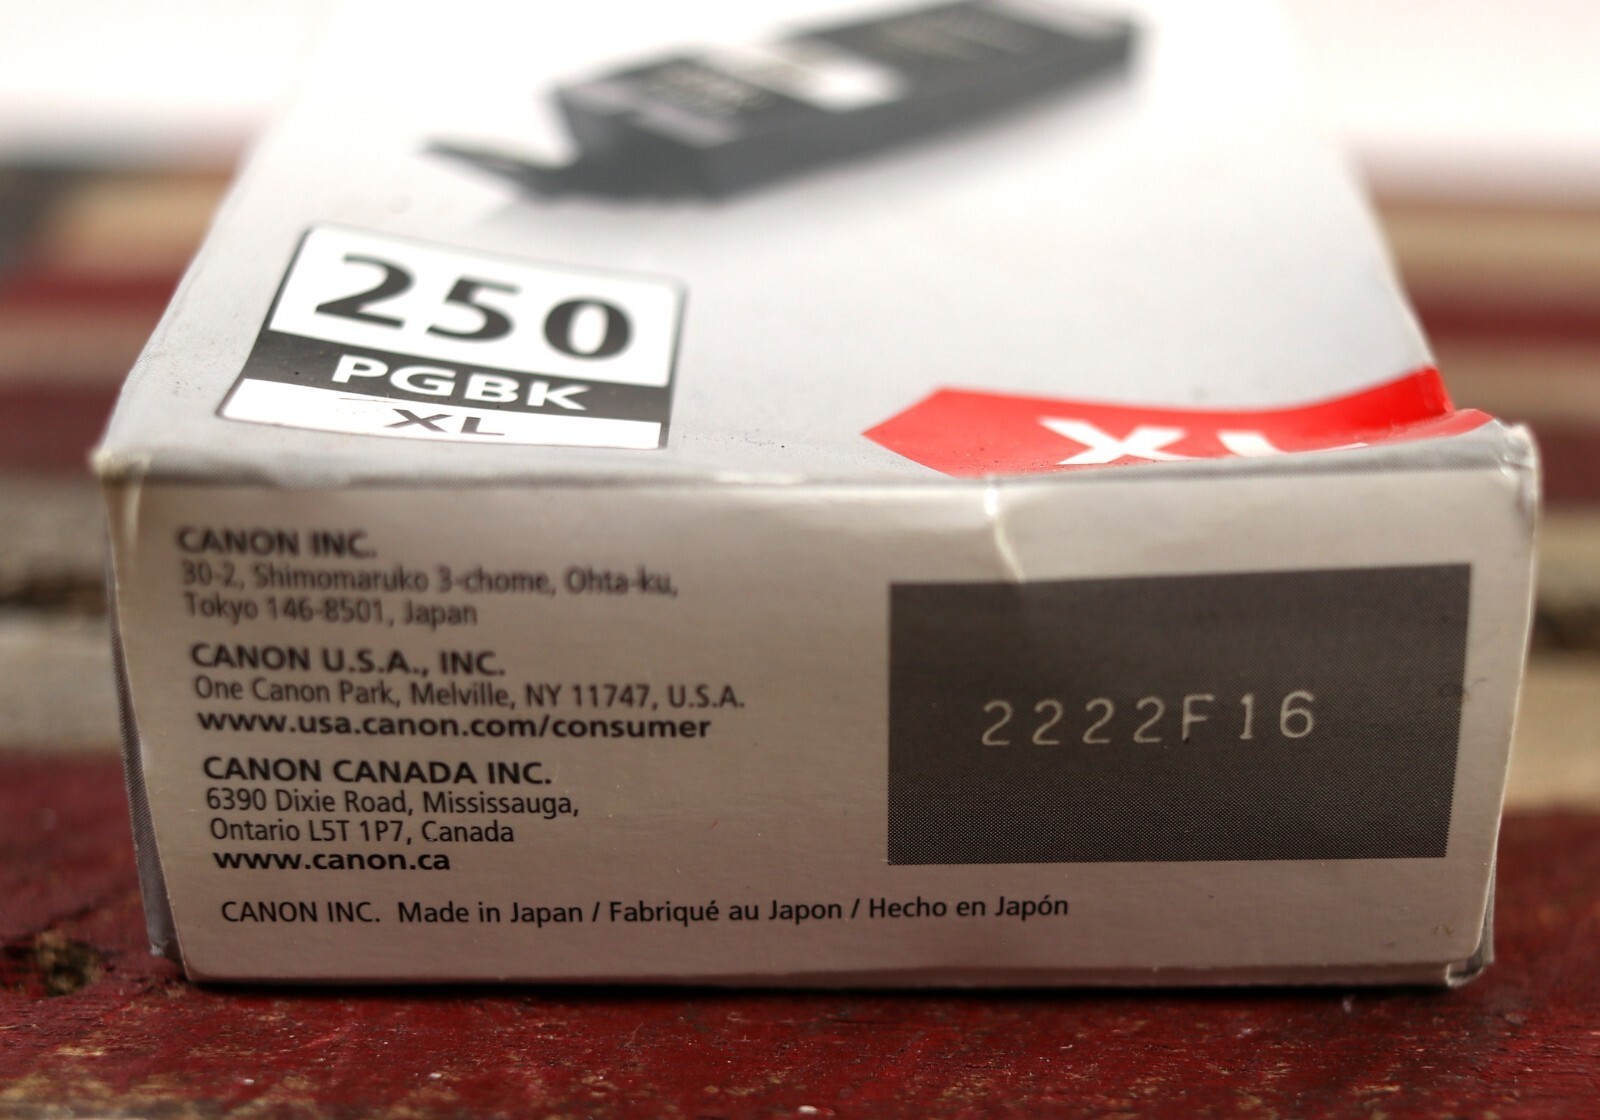 250
PGBK
XL
XL
CANON INC.
30-2, Shimomaruko 3-chome, Ohta-ku,
Tokyo 146-8501, Japan
CANON U.S.A., INC.
One Canon Park, Melville, NY 11747, U.S.A.
www.usa.canon.com/consumer
CANON CANADA INC.
6390 Dixie Road, Mississauga,
Ontario L5T 1P7, Canada
www.canon.ca
2222F16
CANON INC. Made in Japan / Fabriqué au Japon / Hecho en Japón